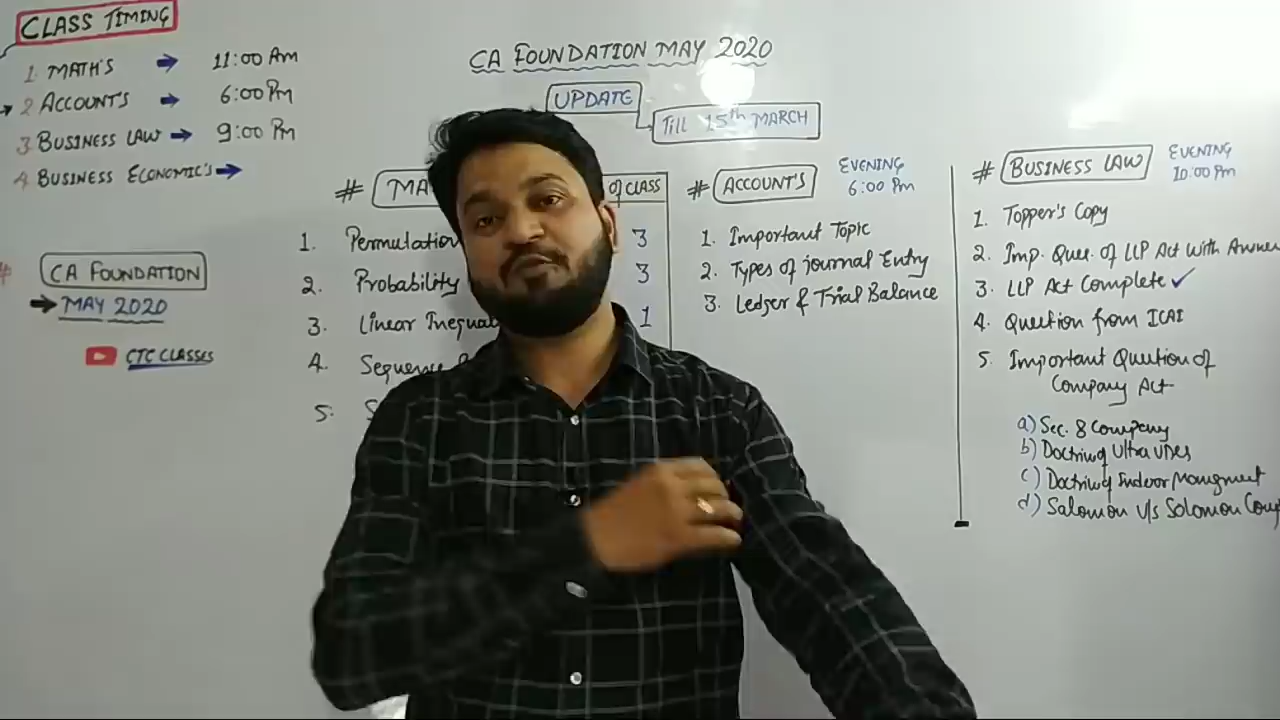 CLASS TIMING
1. MATH'S → 11:00 Am
2 ACCOUNT'S → 6:00 Pm
3 BUSINESS LAW → 9:00 Pm
4. BUSINESS ECONOMIC'S →
# CA FOUNDATION
→ MAY 2020
CTC CLASSES
CA FOUNDATION MAY 2020
UPDATE
TILL 15th MARCH
# MA
of CLASS
1. Permutation 3
2. Probability 3
3. Linear Inequal 1
4. Sequence
5.
# ACCOUNT'S
EVENING
6:00 Pm
1. Important Topic
2. Types of journal Entry
3. Ledger & Trial Balance
# BUSINESS LAW
EVENING
10:00 Pm
1. Topper's Copy
2. Imp. Ques. of LLP Act with Answer
3. LLP Act Complete ✓
4. Question from ICAI
5. Important Question of
Company Act
a) Sec. 8 Company
b) Doctrine of Ultra Vires
c) Doctrine of Indoor Mangment
d) Salomon v/s Solomon Comp